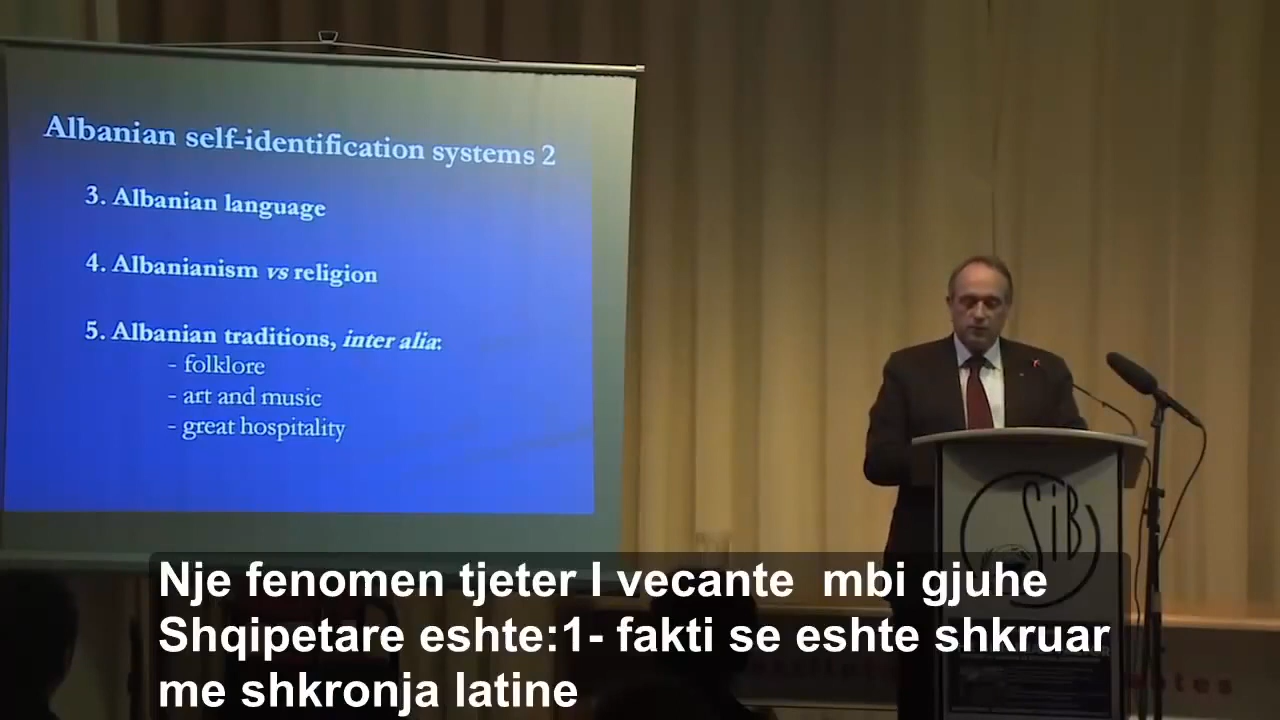 Albanian self-identification systems 2
3. Albanian language
4. Albanianism vs religion
5. Albanian traditions, inter alia:
- folklore
- art and music
- great hospitality
SiB
Nje fenomen tjeter I vecante mbi gjuhe
Shqipetare eshte:1- fakti se eshte shkruar
me shkronja latine